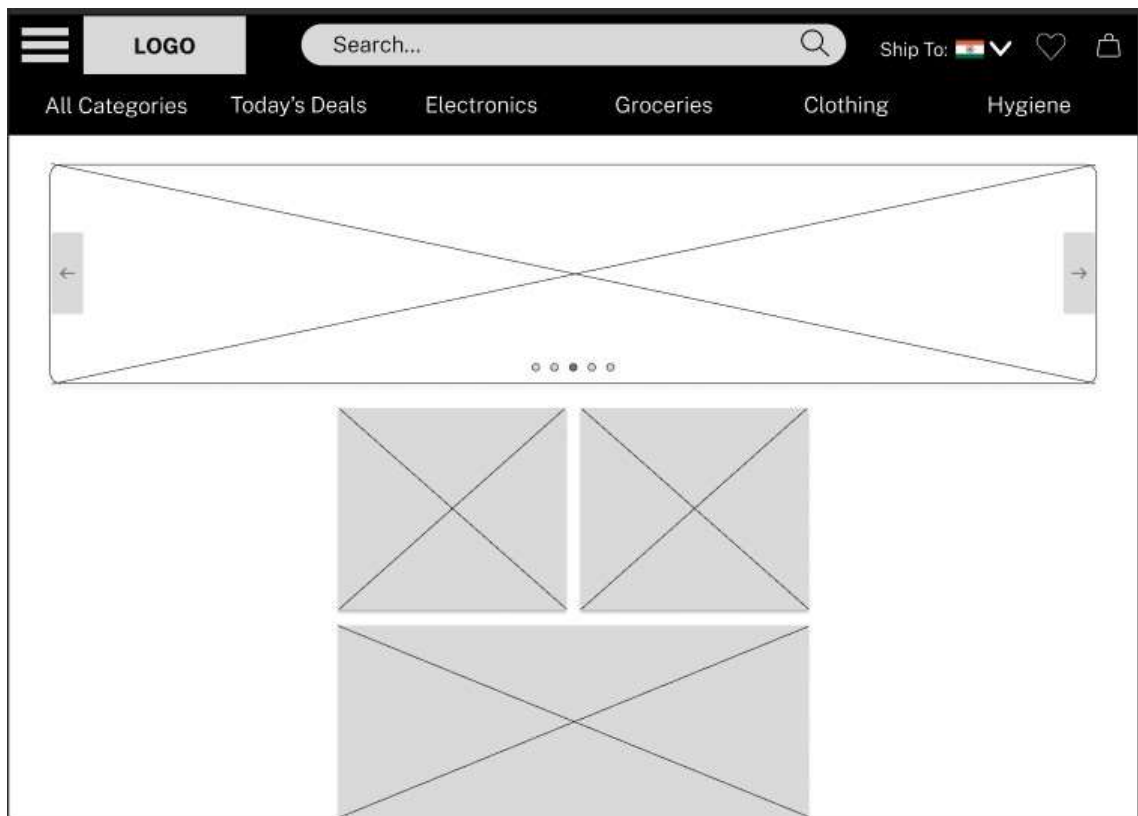 LOGO
Search...
Ship To:
All Categories Today's Deals Electronics Groceries Clothing Hygiene